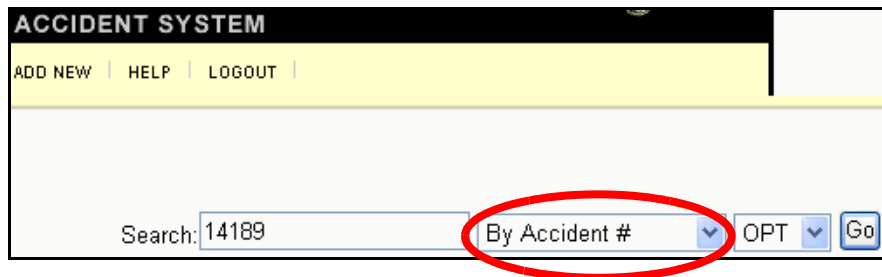 ACCIDENT SYSTEM
ADD NEW | HELP | LOGOUT |
Search: 14189 By Accident # OPT Go